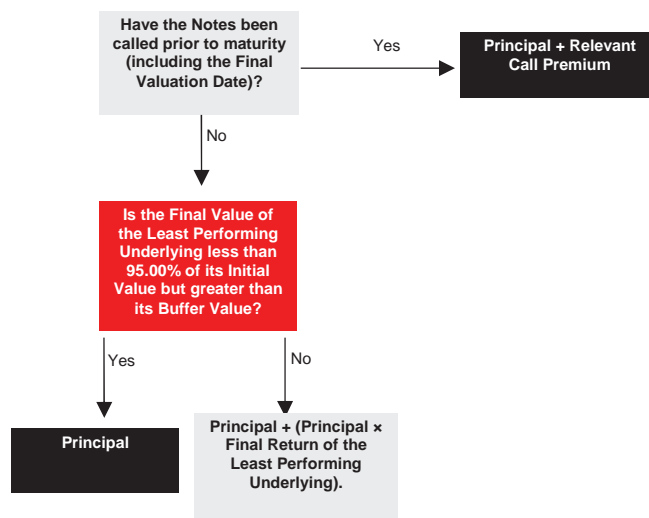 Have the Notes been
called prior to maturity
(including the Final
Valuation Date)?
Yes
Principal + Relevant
Call Premium
No
Is the Final Value of
the Least Performing
Underlying less than
95.00% of its Initial
Value but greater than
its Buffer Value?
Yes
No
Principal
Principal + (Principal ×
Final Return of the
Least Performing
Underlying).